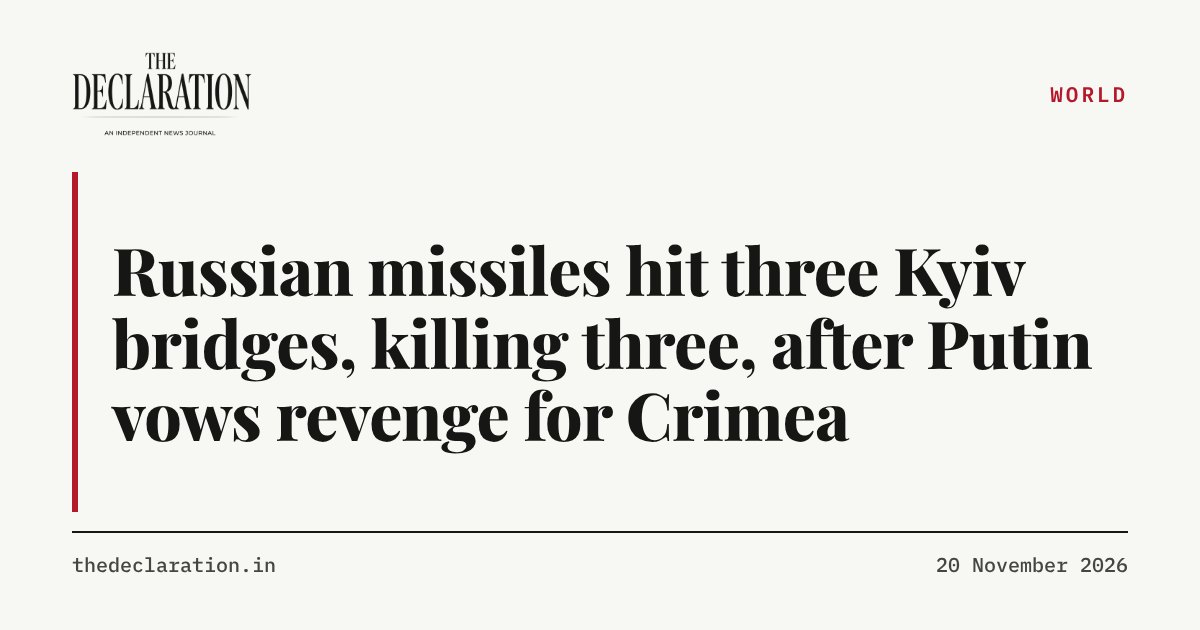 THE
DECLARATION
AN INDEPENDENT NEWS JOURNAL
WORLD
Russian missiles hit three Kyiv
bridges, killing three, after Putin
vows revenge for Crimea
thedeclaration.in
20 November 2026